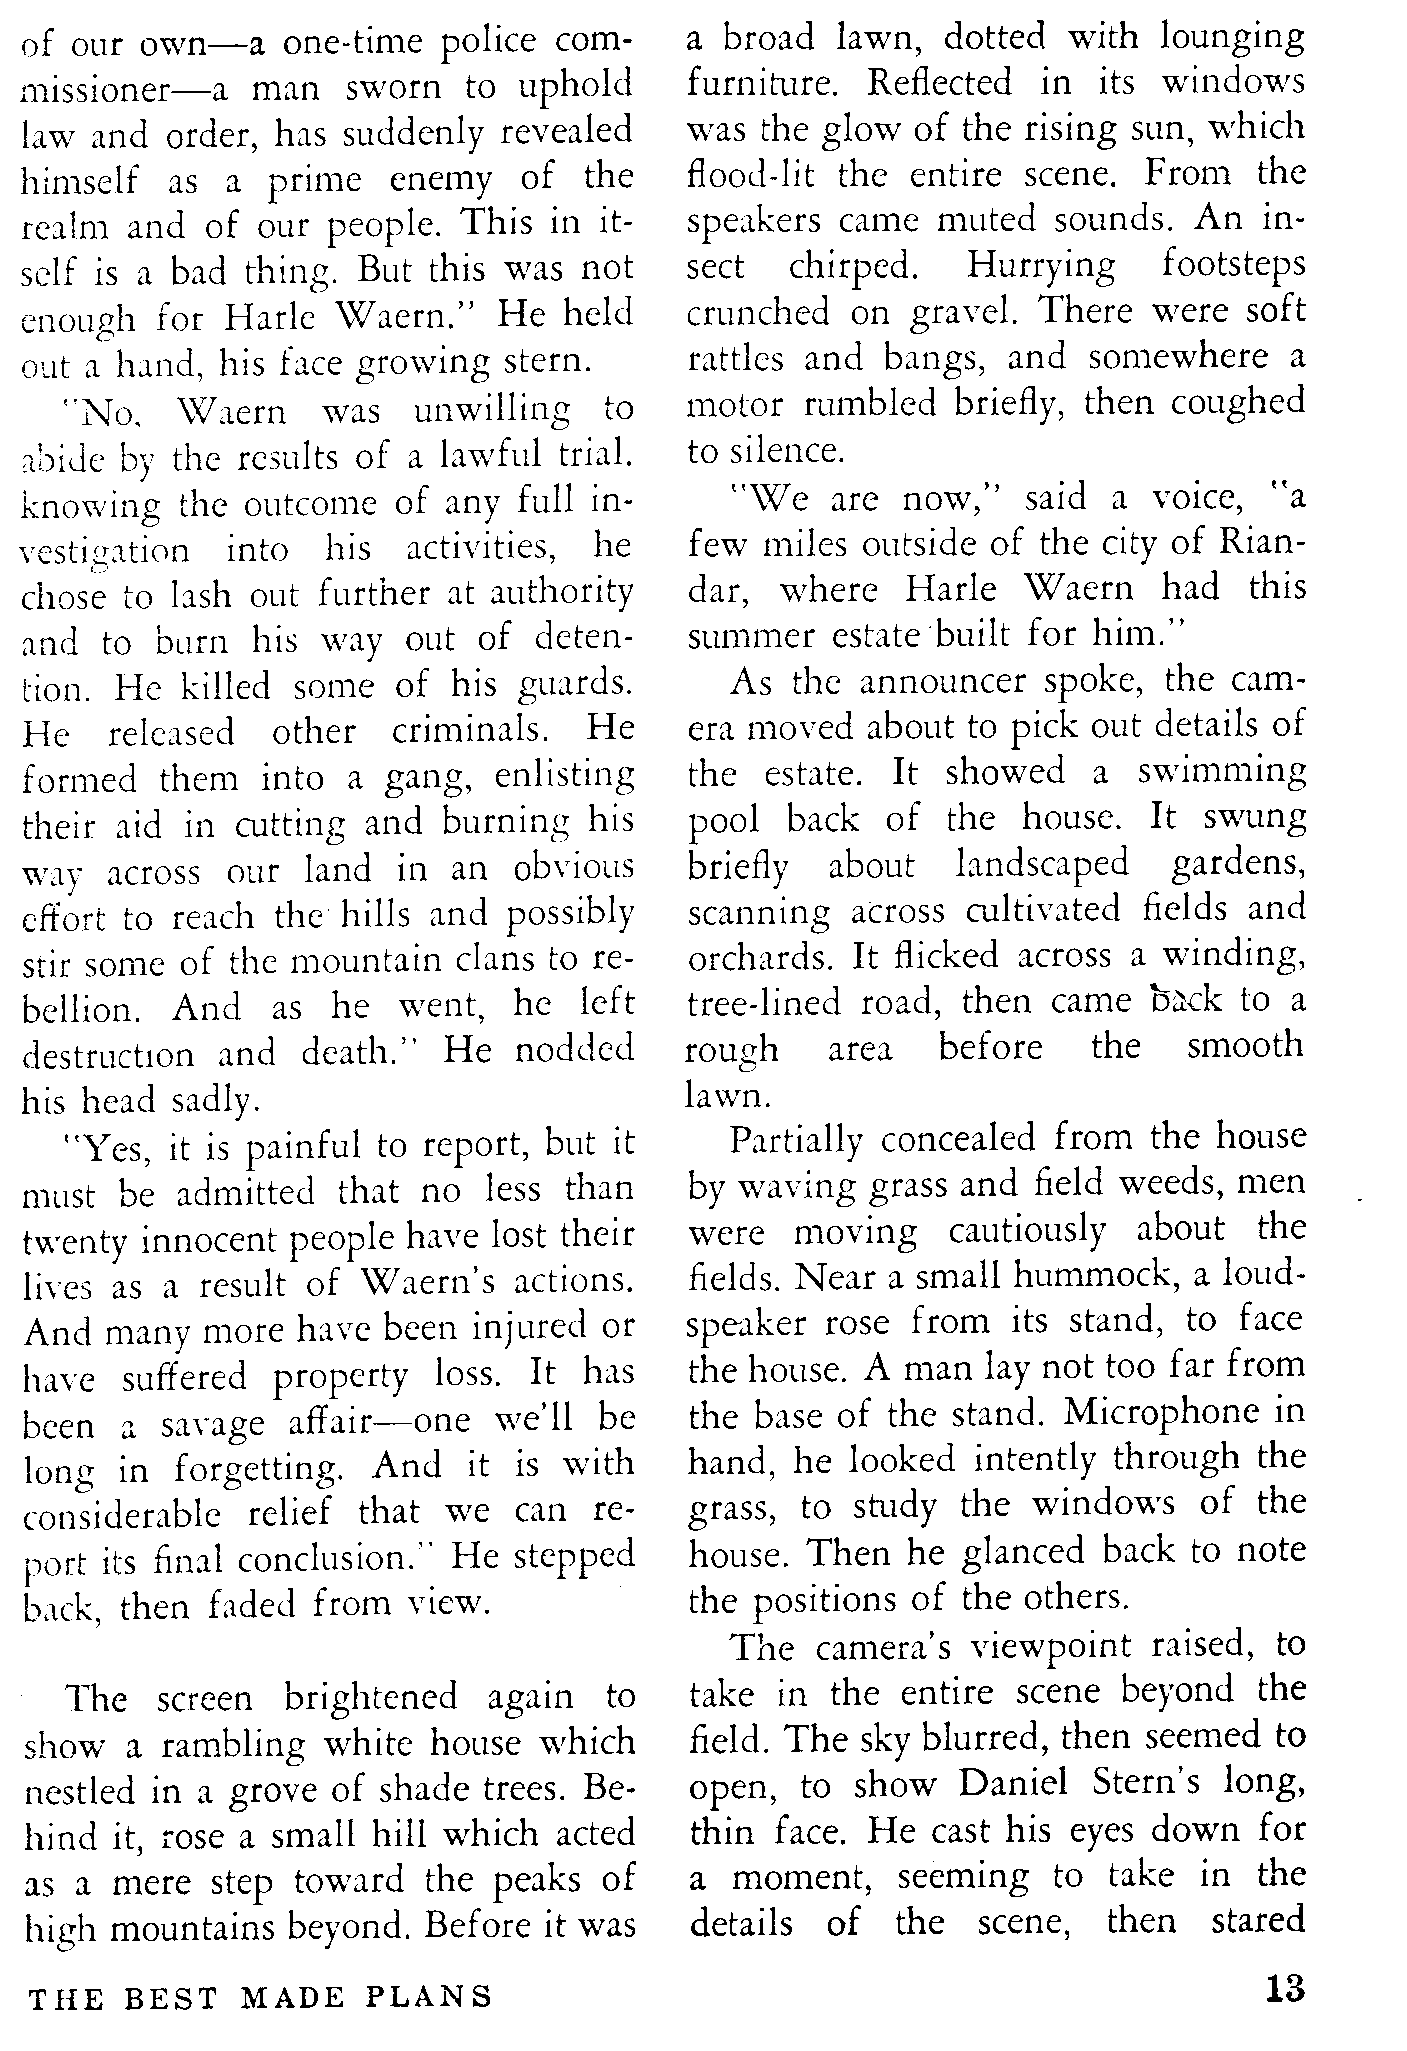 of our own—a one-time police com-
missioner—a man sworn to uphold
law and order, has suddenly revealed
himself as a prime enemy of the
realm and of our people. This in it-
self is a bad thing. But this was not
enough for Harle Waern." He held
out a hand, his face growing stern.
"No. Waern was unwilling to
abide by the results of a lawful trial.
knowing the outcome of any full in-
vestigation into his activities, he
chose to lash out further at authority
and to burn his way out of deten-
tion. He killed some of his guards.
He released other criminals. He
formed them into a gang, enlisting
their aid in cutting and burning his
way across our land in an obvious
effort to reach the hills and possibly
stir some of the mountain clans to re-
bellion. And as he went, he left
destruction and death." He nodded
his head sadly.
"Yes, it is painful to report, but it
must be admitted that no less than
twenty innocent people have lost their
lives as a result of Waern's actions.
And many more have been injured or
have suffered property loss. It has
been a savage affair—one we'll be
long in forgetting. And it is with
considerable relief that we can re-
port its final conclusion." He stepped
back, then faded from view.
The screen brightened again to
show a rambling white house which
nestled in a grove of shade trees. Be-
hind it, rose a small hill which acted
as a mere step toward the peaks of
high mountains beyond. Before it was
a broad lawn, dotted with lounging
furniture. Reflected in its windows
was the glow of the rising sun, which
flood-lit the entire scene. From the
speakers came muted sounds. An in-
sect chirped. Hurrying footsteps
crunched on gravel. There were soft
rattles and bangs, and somewhere a
motor rumbled briefly, then coughed
to silence.
"We are now," said a voice, "a
few miles outside of the city of Rian-
dar, where Harle Waern had this
summer estate built for him."
As the announcer spoke, the cam-
era moved about to pick out details of
the estate. It showed a swimming
pool back of the house. It swung
briefly about landscaped gardens,
scanning across cultivated fields and
orchards. It flicked across a winding,
tree-lined road, then came back to a
rough area before the smooth
lawn.
Partially concealed from the house
by waving grass and field weeds, men
were moving cautiously about the
fields. Near a small hummock, a loud-
speaker rose from its stand, to face
the house. A man lay not too far from
the base of the stand. Microphone in
hand, he looked intently through the
grass, to study the windows of the
house. Then he glanced back to note
the positions of the others.
The camera's viewpoint raised, to
take in the entire scene beyond the
field. The sky blurred, then seemed to
open, to show Daniel Stern's long,
thin face. He cast his eyes down for
a moment, seeming to take in the
details of the scene, then stared
THE BEST MADE PLANS
13